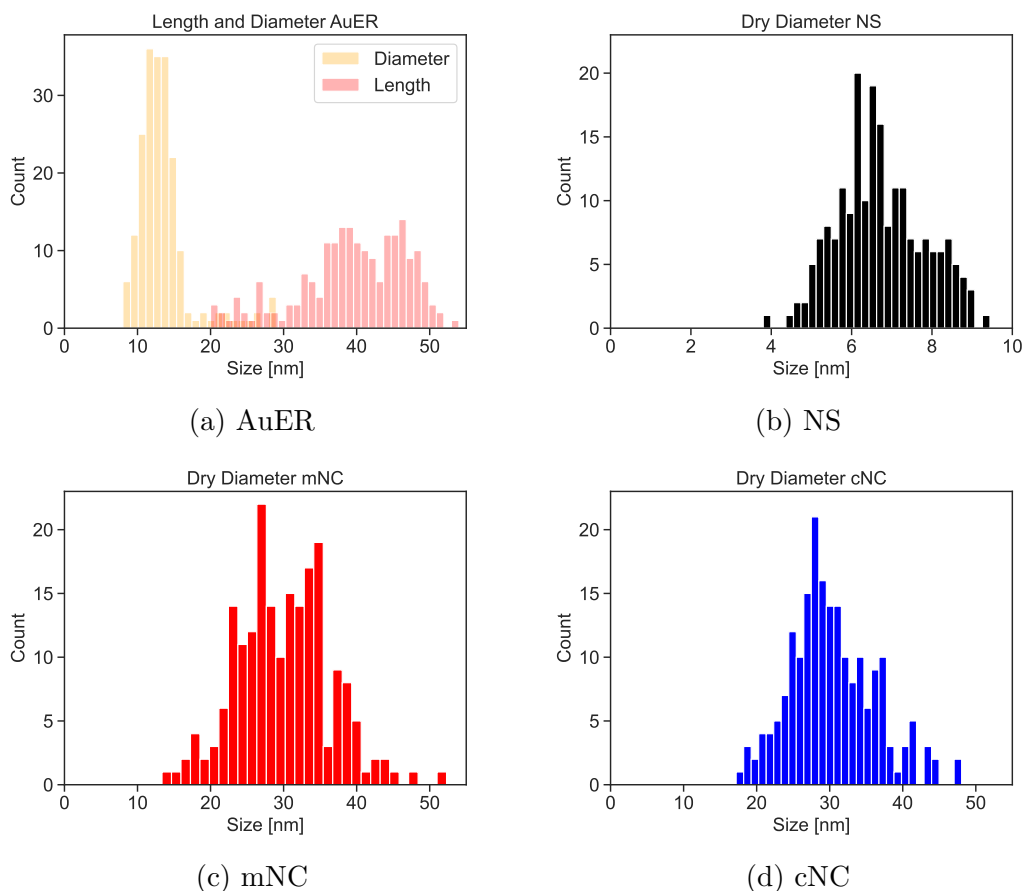 Length and Diameter AuER
Diameter
Length
Count
30
20
10
0
0 10 20 30 40 50
Size [nm]
(a) AuER
Dry Diameter NS
Count
20
15
10
5
0
0 2 4 6 8 10
Size [nm]
(b) NS
Dry Diameter mNC
Count
20
15
10
5
0
0 10 20 30 40 50
Size [nm]
(c) mNC
Dry Diameter cNC
Count
20
15
10
5
0
0 10 20 30 40 50
Size [nm]
(d) cNC